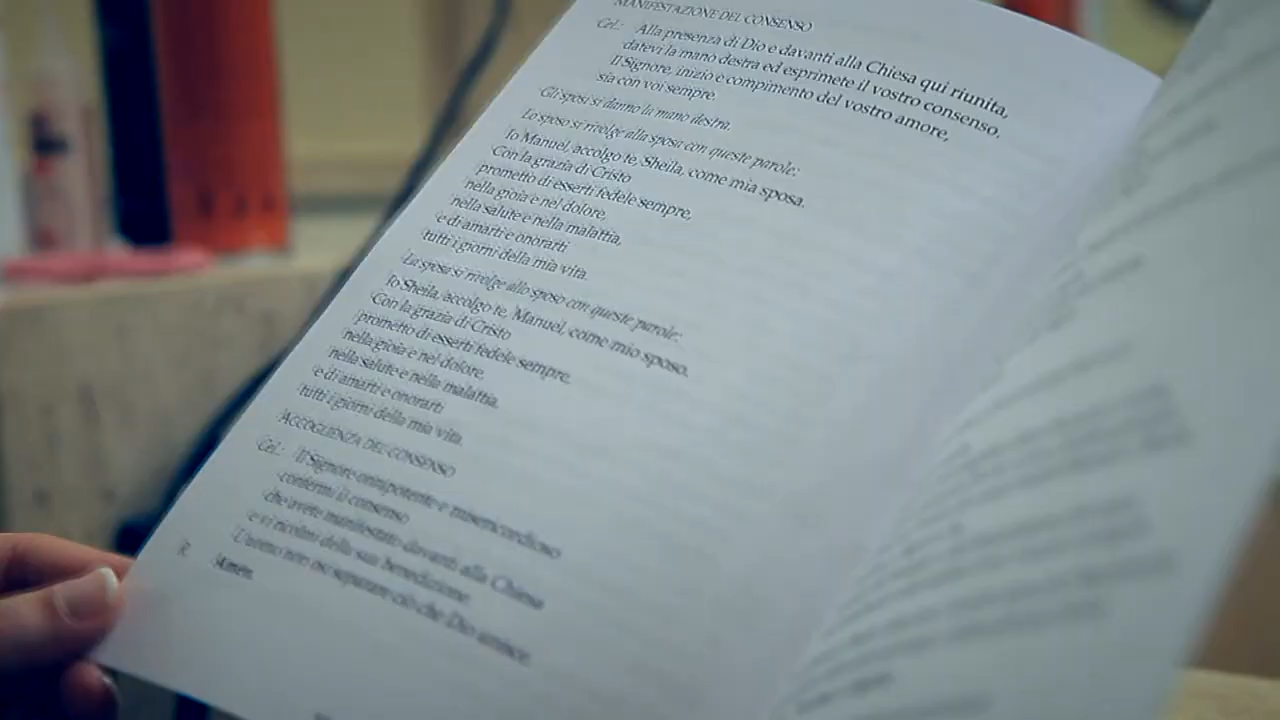 MANIFESTAZIONE DEL CONSENSO
Cel.: Alla presenza di Dio e davanti alla Chiesa qui riunita,
datevi la mano destra ed esprimete il vostro consenso.
Il Signore, inizio e compimento del vostro amore,
sia con voi sempre.
Gli sposi si danno la mano destra.
Lo sposo si rivolge alla sposa con queste parole:
Io Manuel, accolgo te, Sheila, come mia sposa.
Con la grazia di Cristo
prometto di esserti fedele sempre,
nella gioia e nel dolore,
nella salute e nella malattia,
e di amarti e onorarti
tutti i giorni della mia vita.
La sposa si rivolge allo sposo con queste parole:
Io Sheila, accolgo te, Manuel, come mio sposo.
Con la grazia di Cristo
prometto di esserti fedele sempre,
nella gioia e nel dolore,
nella salute e nella malattia,
e di amarti e onorarti
tutti i giorni della mia vita.
ACCOGLIENZA DEL CONSENSO
Cel.: Il Signore onnipotente e misericordioso
confermi il consenso
che avete manifestato davanti alla Chiesa
e vi ricolmi della sua benedizione.
L'uomo non osi separare ciò che Dio unisce.
R. Amen.